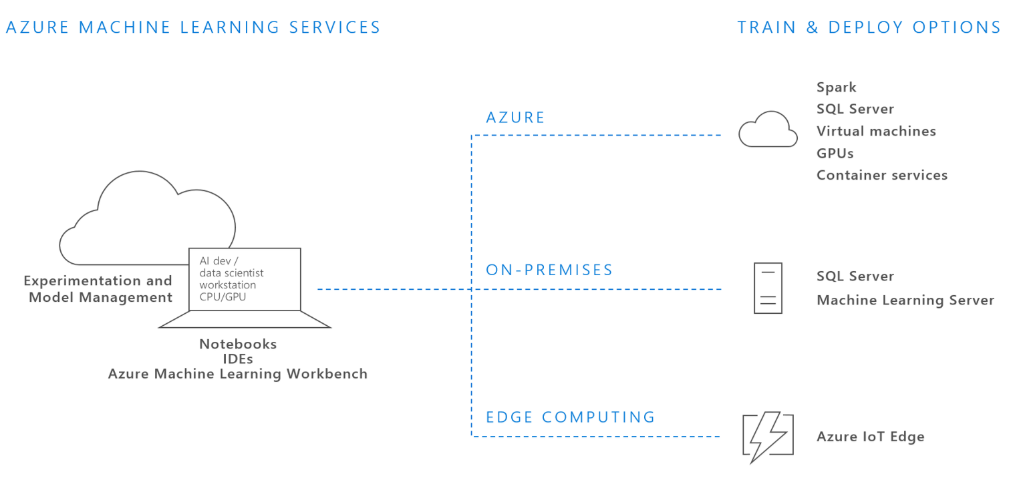 AZURE MACHINE LEARNING SERVICES
TRAIN & DEPLOY OPTIONS
AZURE
Spark
SQL Server
Virtual machines
GPUs
Container services
AI dev /
data scientist
workstation
CPU/GPU
Experimentation and
Model Management
Notebooks
IDEs
Azure Machine Learning Workbench
ON-PREMISES
SQL Server
Machine Learning Server
EDGE COMPUTING
Azure IoT Edge